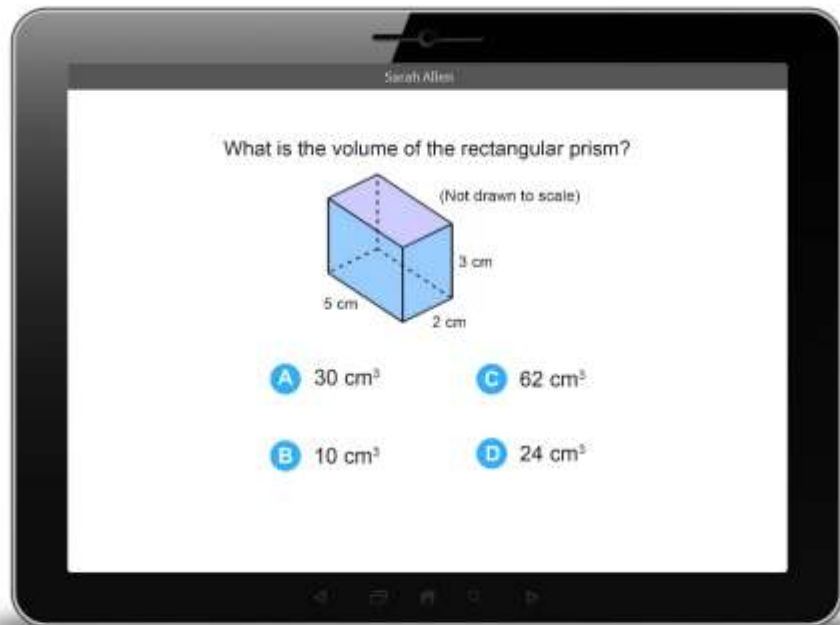 Sarah Allen
What is the volume of the rectangular prism?
(Not drawn to scale)
3 cm
5 cm
2 cm
A 30 cm³
C 62 cm³
B 10 cm³
D 24 cm³